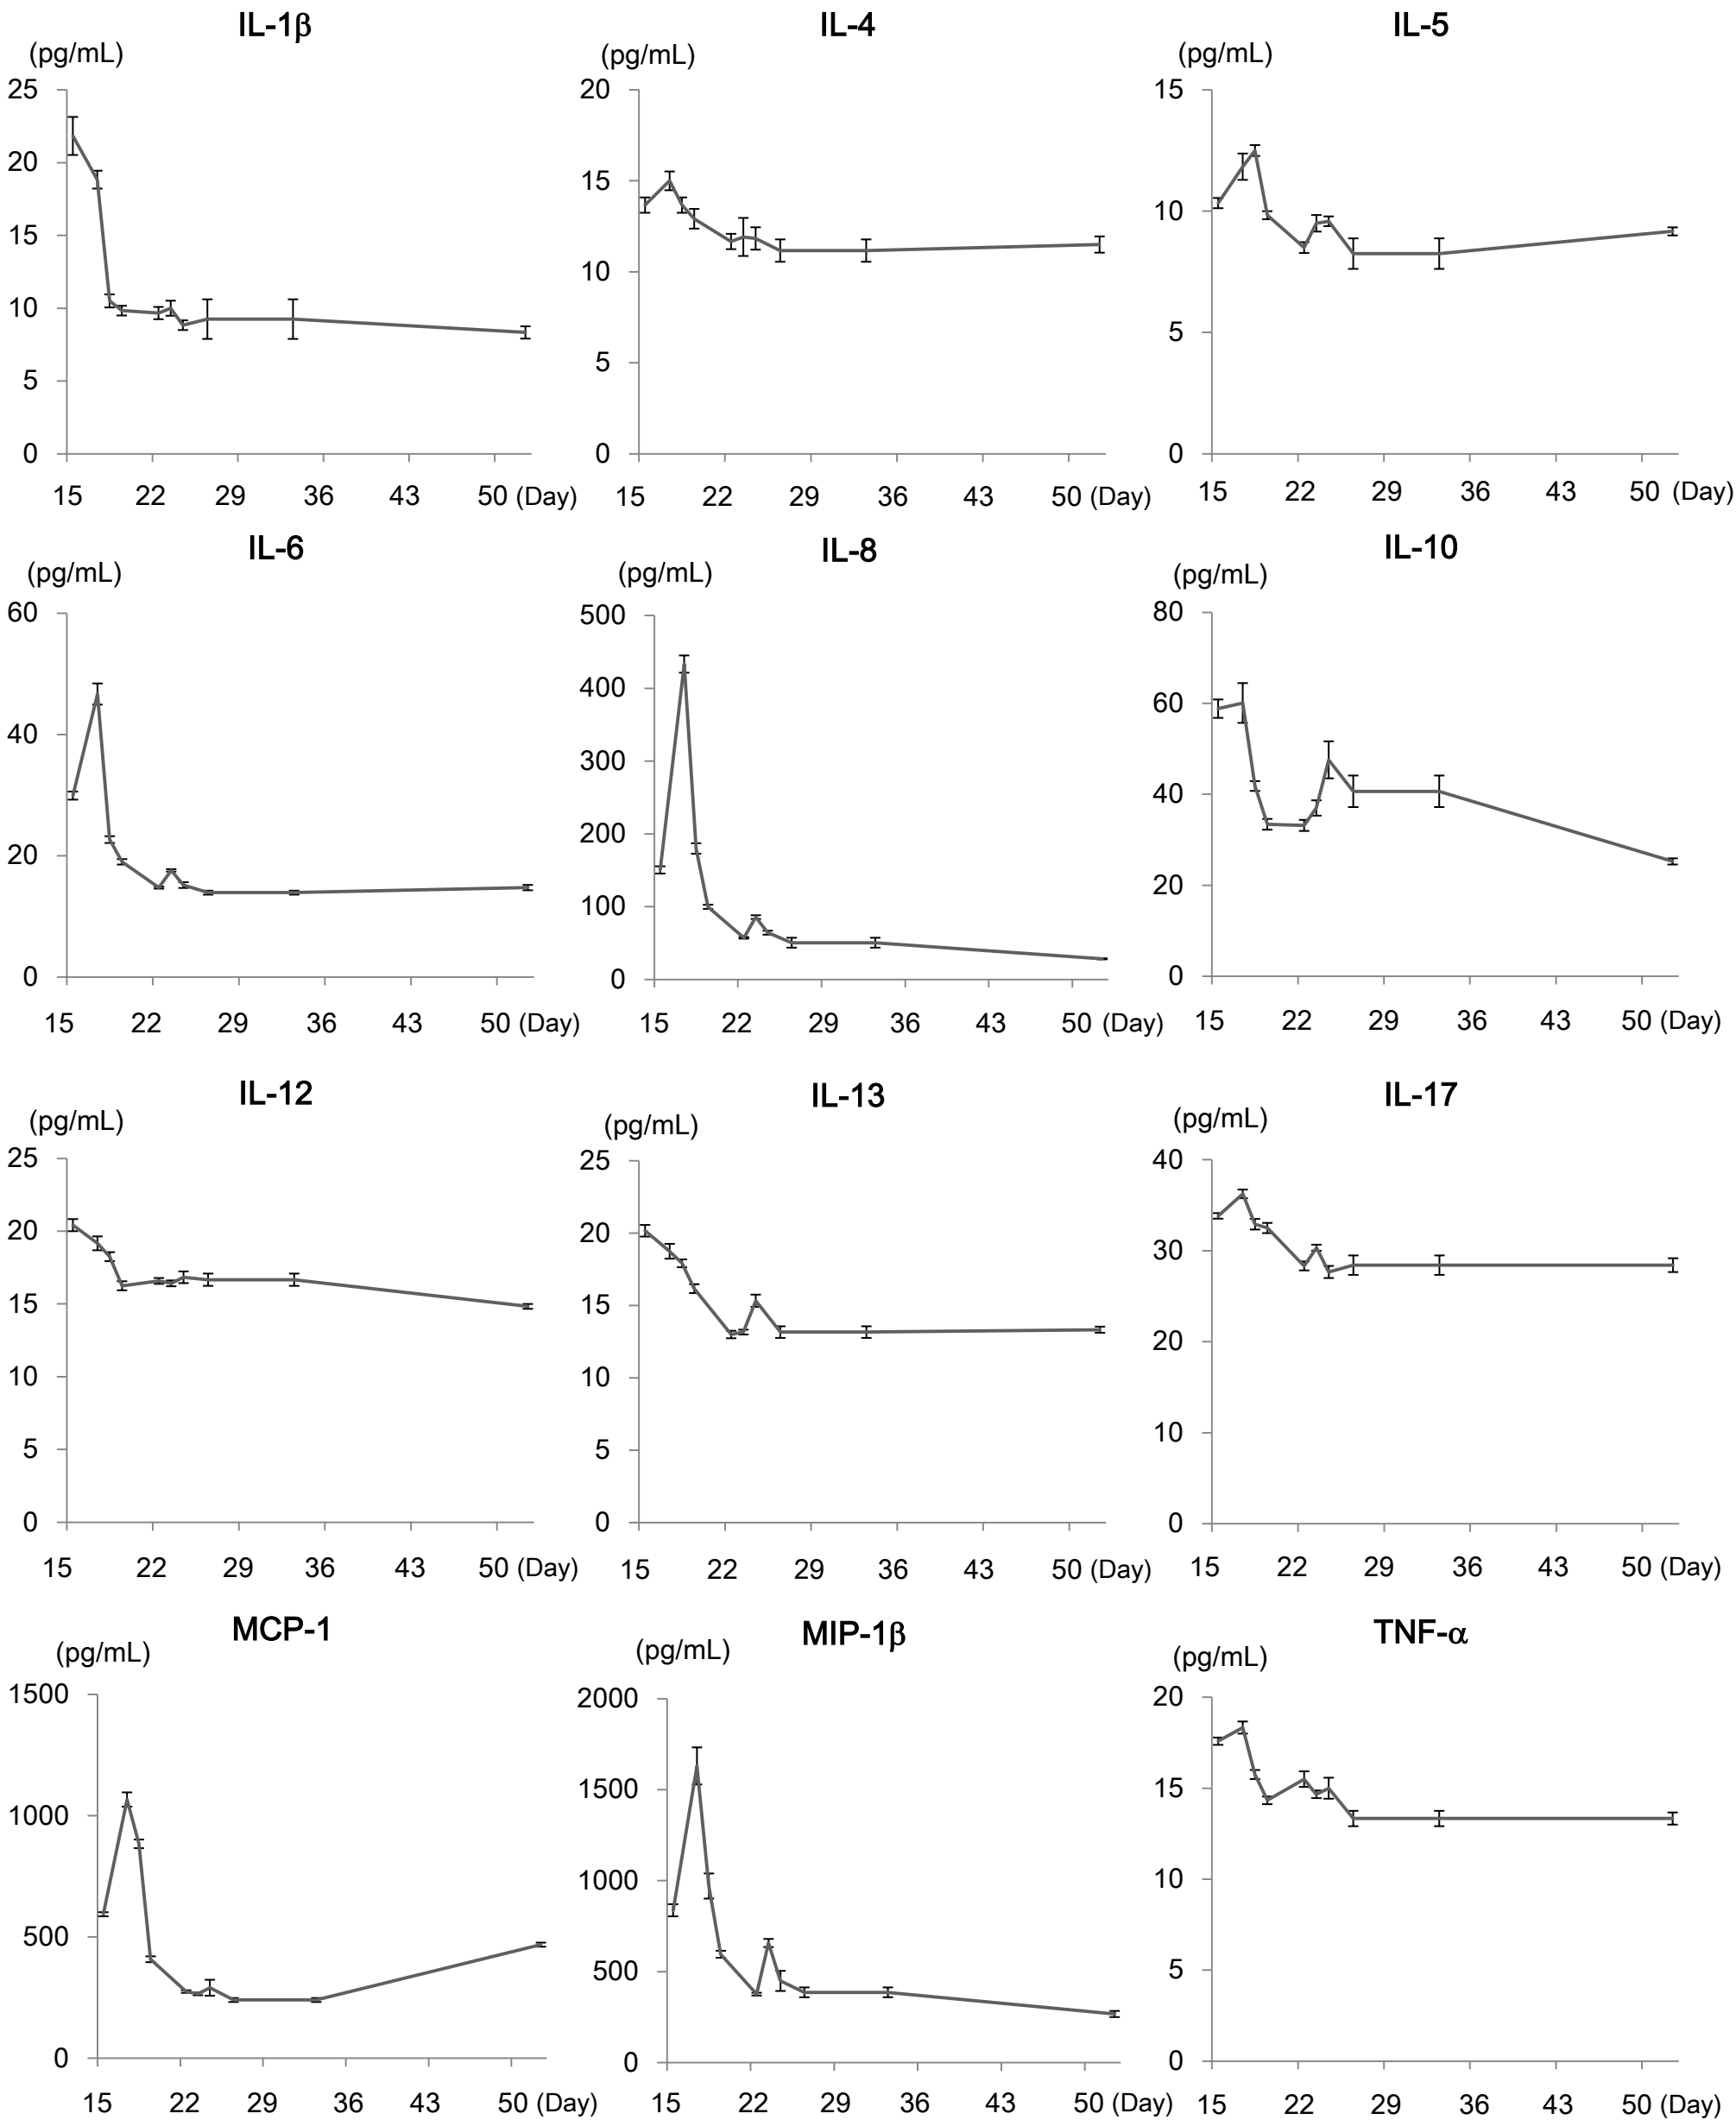 IL-1β
(pg/mL)
25
20
15
10
5
0
15 22 29 36 43 50 (Day)
IL-4
(pg/mL)
20
15
10
5
0
15 22 29 36 43 50 (Day)
IL-5
(pg/mL)
15
10
5
0
15 22 29 36 43 50 (Day)
IL-6
(pg/mL)
60
40
20
0
15 22 29 36 43 50 (Day)
IL-8
(pg/mL)
500
400
300
200
100
0
15 22 29 36 43 50 (Day)
IL-10
(pg/mL)
80
60
40
20
0
15 22 29 36 43 50 (Day)
IL-12
(pg/mL)
25
20
15
10
5
0
15 22 29 36 43 50 (Day)
IL-13
(pg/mL)
25
20
15
10
5
0
15 22 29 36 43 50 (Day)
IL-17
(pg/mL)
40
30
20
10
0
15 22 29 36 43 50 (Day)
MCP-1
(pg/mL)
1500
1000
500
0
15 22 29 36 43 50 (Day)
MIP-1β
(pg/mL)
2000
1500
1000
500
0
15 22 29 36 43 50 (Day)
TNF-α
(pg/mL)
20
15
10
5
0
15 22 29 36 43 50 (Day)